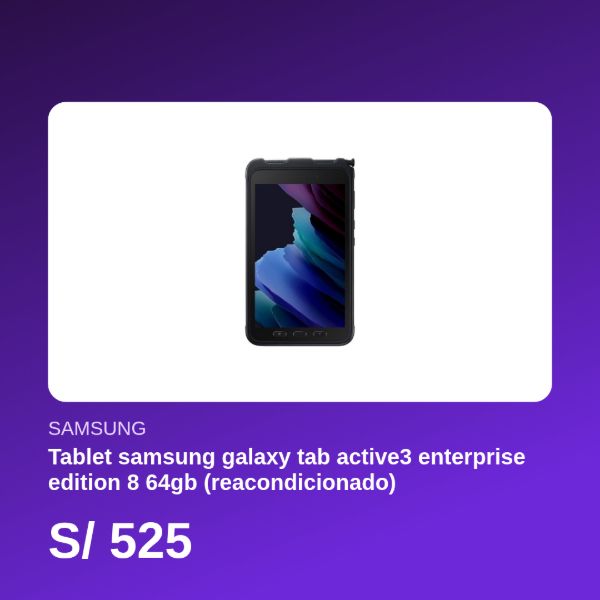 SAMSUNG
Tablet samsung galaxy tab active3 enterprise
edition 8 64gb (reacondicionado)
S/ 525